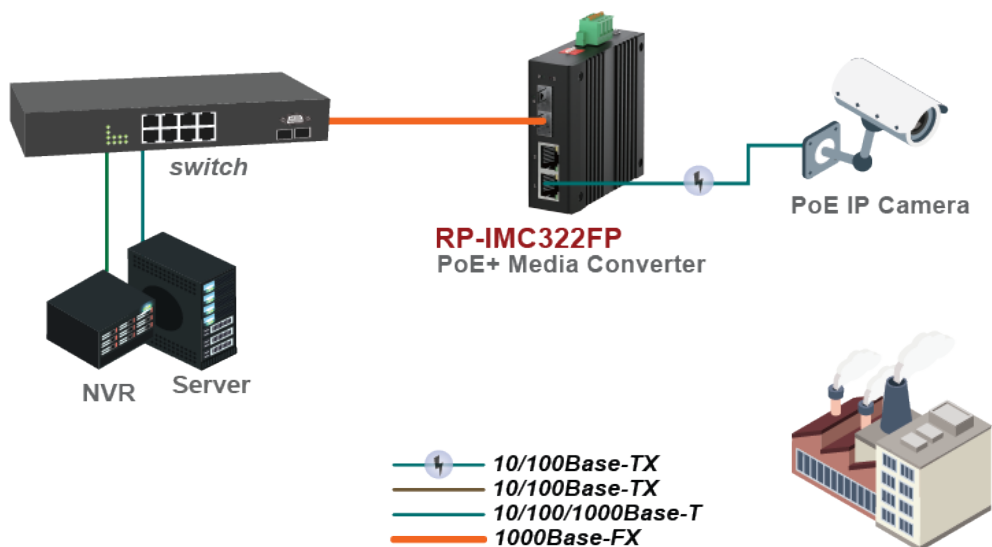 switch
RP-IMC322FP
PoE+ Media Converter
PoE IP Camera
NVR
Server
10/100Base-TX
10/100Base-TX
10/100/1000Base-T
1000Base-FX